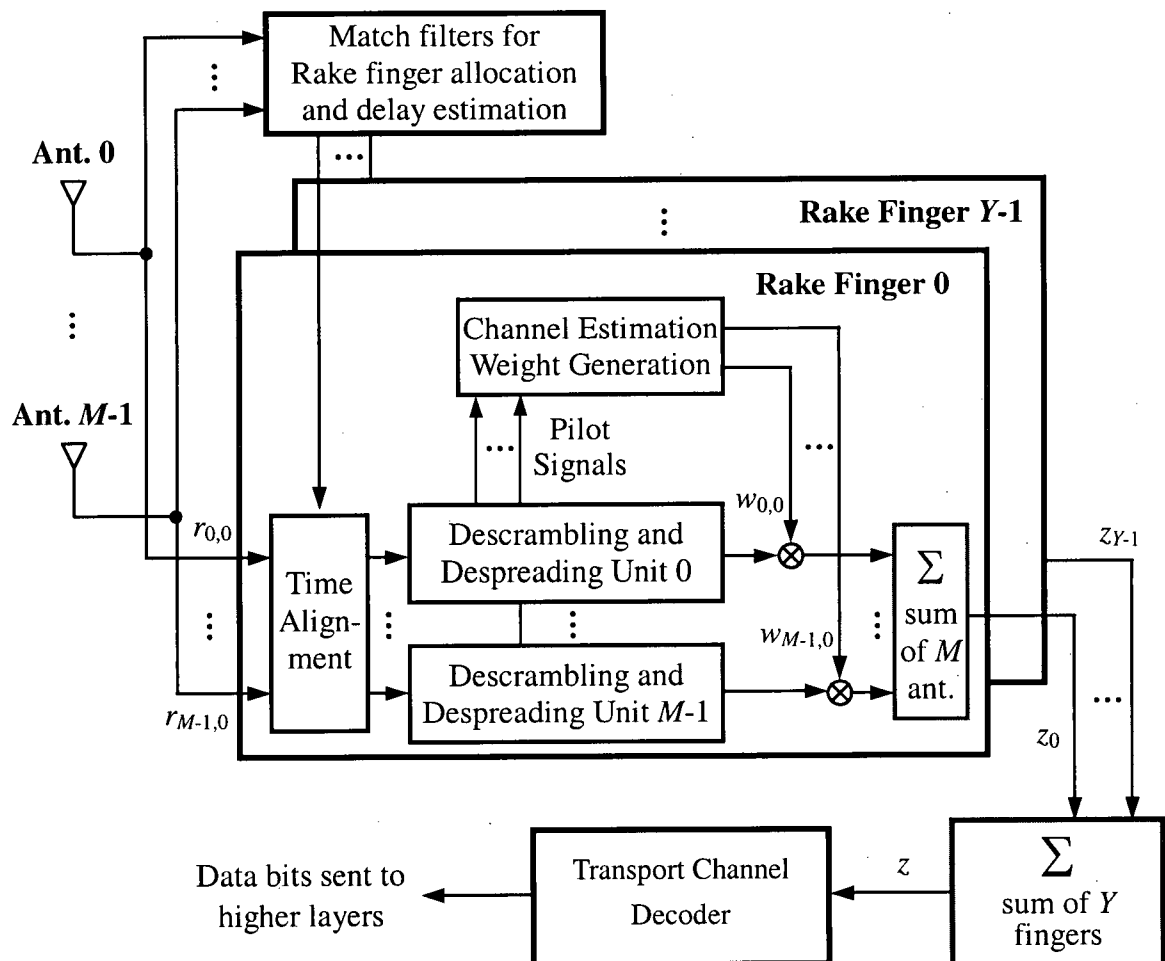 Match filters for
Rake finger allocation
and delay estimation
Ant. 0
Ant. M-1
Rake Finger Y-1
Rake Finger 0
Channel Estimation
Weight Generation
Pilot
Signals
r0,0
rM-1,0
Time
Align-
ment
Descrambling and
Despreading Unit 0
Descrambling and
Despreading Unit M-1
w0,0
wM-1,0
Σ
sum
of M
ant.
zY-1
z0
Σ
sum of Y
fingers
z
Transport Channel
Decoder
Data bits sent to
higher layers